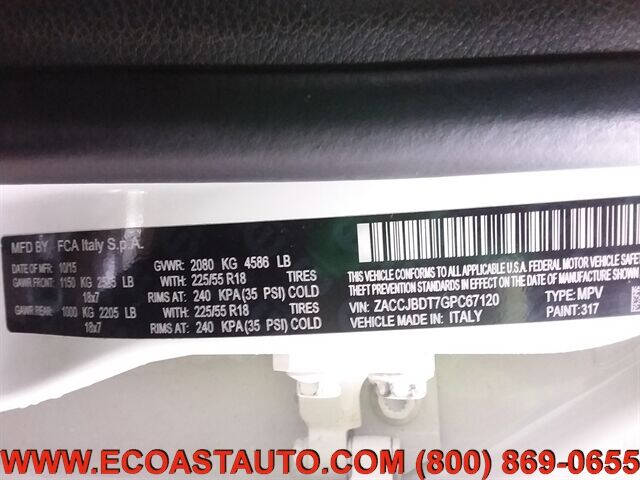 MFD BY FCA Italy S.p.A.
DATE OF MFR: 10/15 GVWR: 2080 KG 4586 LB
GAWR FRONT: 1150 KG LB WITH: 225/55 R18 TIRES
18x7 RIMS AT: 240 KPA (35 PSI) COLD
GAWR REAR: 1000 KG 2205 LB WITH: 225/55 R18 TIRES
18x7 RIMS AT: 240 KPA (35 PSI) COLD
THIS VEHICLE CONFORMS TO ALL APPLICABLE U.S.A. FEDERAL MOTOR VEHICLE
THEFT PREVENTION STANDARDS IN EFFECT ON THE DATE OF
VIN: ZACCJBDT7GPC67120 TYPE: MPV
VEHICLE MADE IN: ITALY PAINT: 317
WWW.ECOASTAUTO.COM (800) 869-0655